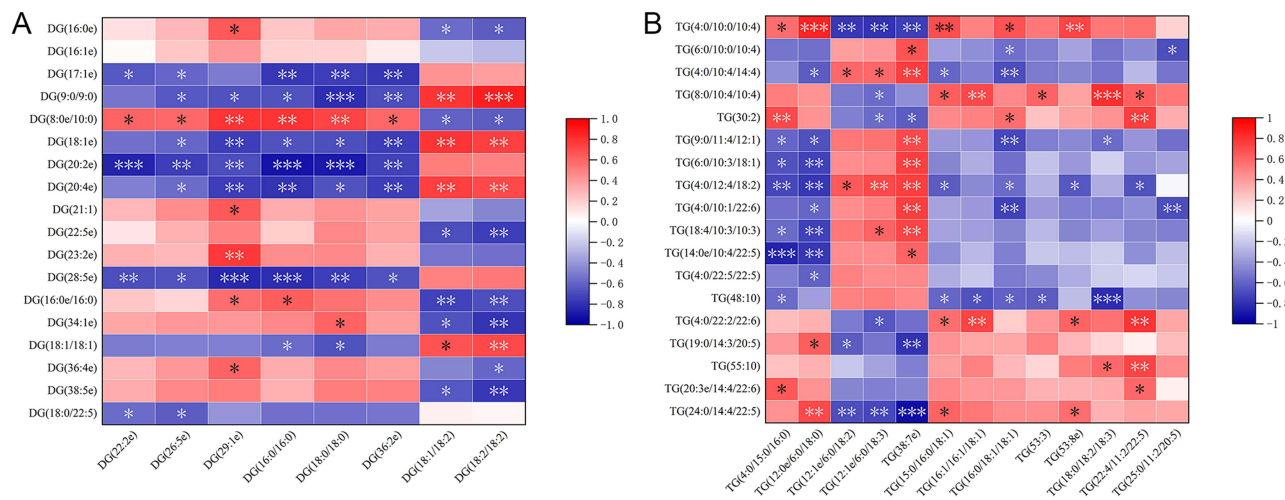 A
DG(16:0e) * * *
DG(16:1e)
DG(17:1e) * * ** ** **
DG(9:0/9:0) * * * *** ** ** ***
DG(8:0e/10:0) * * ** ** ** * * *
DG(18:1e) * ** * * ** ** **
DG(20:2e) *** ** ** *** *** **
DG(20:4e) * ** ** * ** ** **
DG(21:1) *
DG(22:5e) * **
DG(23:2e) **
DG(28:5e) ** * *** *** ** *
DG(16:0e/16:0) * * ** **
DG(34:1e) * * **
DG(18:1/18:1) * * * **
DG(36:4e) * *
DG(38:5e) * **
DG(18:0/22:5) * *
DG(22:2e)
DG(26:5e)
DG(29:1e)
DG(16:0/16:0)
DG(18:0/18:0)
DG(36:2e)
DG(18:1/18:2)
DG(18:2/18:2)
1.0
0.8
0.6
0.4
0.2
0.0
−0.2
−0.4
−0.6
−0.8
−1.0
B
TG(4:0/10:0/10:4) * *** ** ** ** ** * **
TG(6:0/10:0/10:4) * * *
TG(4:0/10:4/14:4) * * * ** * **
TG(8:0/10:4/10:4) * * ** * *** *
TG(30:2) ** * * * **
TG(9:0/11:4/12:1) * * ** ** *
TG(6:0/10:3/18:1) * ** **
TG(4:0/12:4/18:2) ** ** * ** ** * * * *
TG(4:0/10:1/22:6) * ** ** **
TG(18:4/10:3/10:3) * ** * **
TG(14:0e/10:4/22:5) *** ** *
TG(4:0/22:5/22:5) *
TG(48:10) * * * * * ***
TG(4:0/22:2/22:6) * * ** * **
TG(19:0/14:3/20:5) * * **
TG(55:10) * **
TG(20:3e/14:4/22:6) * *
TG(24:0/14:4/22:5) ** ** ** *** * *
TG(4:0/15:0/16:0)
TG(12:0e/6:0/18:0)
TG(12:1e/6:0/18:2)
TG(12:1e/6:0/18:3)
TG(38:7e)
TG(15:0/16:0/18:1)
TG(16:1/16:1/18:1)
TG(16:0/18:1/18:1)
TG(53:3)
TG(53:8e)
TG(18:0/18:2/18:3)
TG(22:4/11:2/22:5)
TG(25:0/11:2/20:5)
1
0.8
0.6
0.4
0.2
0
−0.2
−0.4
−0.6
−0.8
−1